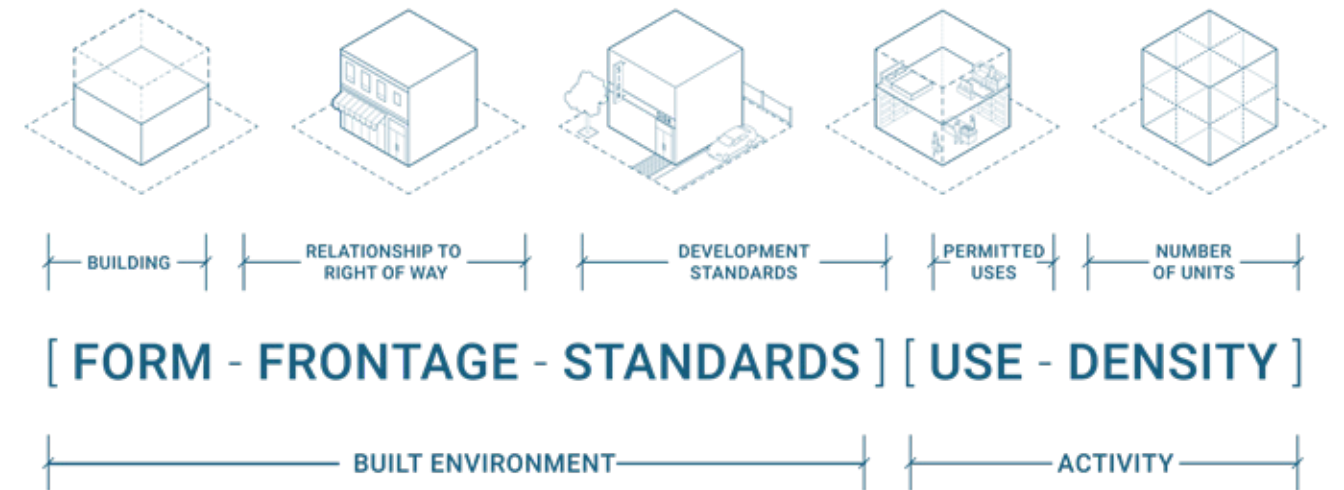 BUILDING
RELATIONSHIP TO
RIGHT OF WAY
DEVELOPMENT
STANDARDS
PERMITTED
USES
NUMBER
OF UNITS
[ FORM - FRONTAGE - STANDARDS ] [ USE - DENSITY ]
BUILT ENVIRONMENT
ACTIVITY